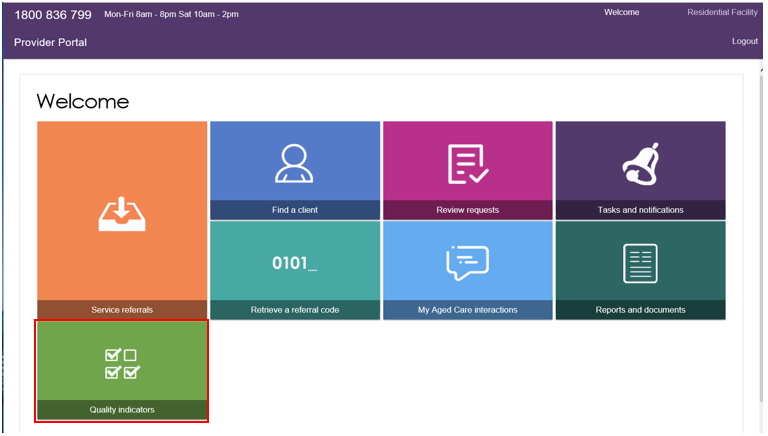 1800 836 799 Mon-Fri 8am - 8pm Sat 10am - 2pm Welcome Residential Facility
Provider Portal Logout
Welcome
Find a client Review requests Tasks and notifications
0101_
Service referrals Retrieve a referral code My Aged Care interactions Reports and documents
Quality indicators